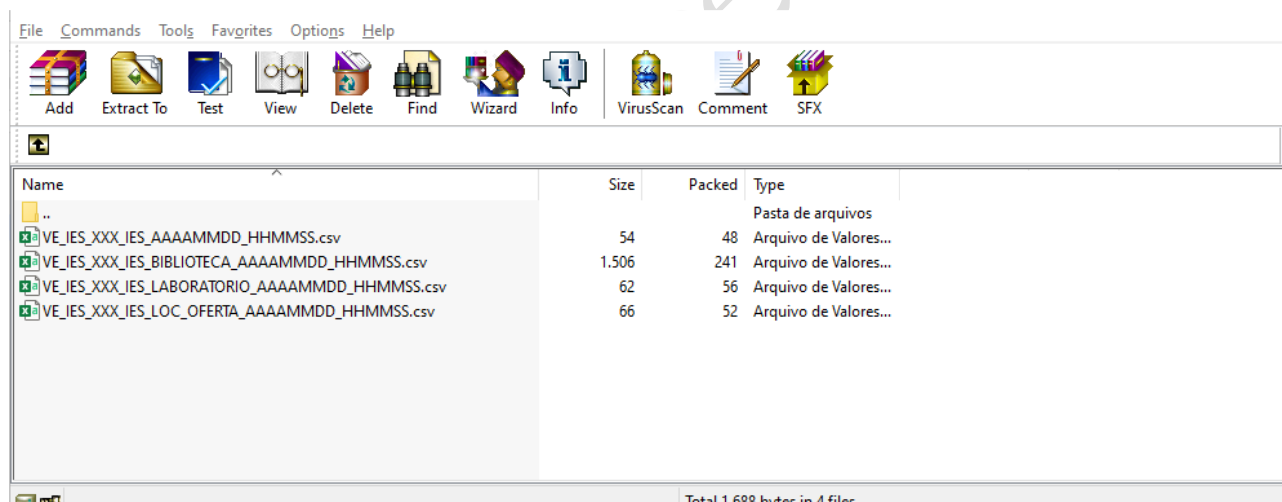 File Commands Tools Favorites Options Help
Add Extract To Test View Delete Find Wizard Info VirusScan Comment SFX
Name Size Packed Type
.. Pasta de arquivos
VE_IES_XXX_IES_AAAAMMDD_HHMMSS.csv 54 48 Arquivo de Valores...
VE_IES_XXX_IES_BIBLIOTECA_AAAAMMDD_HHMMSS.csv 1.506 241 Arquivo de Valores...
VE_IES_XXX_IES_LABORATORIO_AAAAMMDD_HHMMSS.csv 62 56 Arquivo de Valores...
VE_IES_XXX_IES_LOC_OFERTA_AAAAMMDD_HHMMSS.csv 66 52 Arquivo de Valores...
Total 1.688 bytes in 4 files